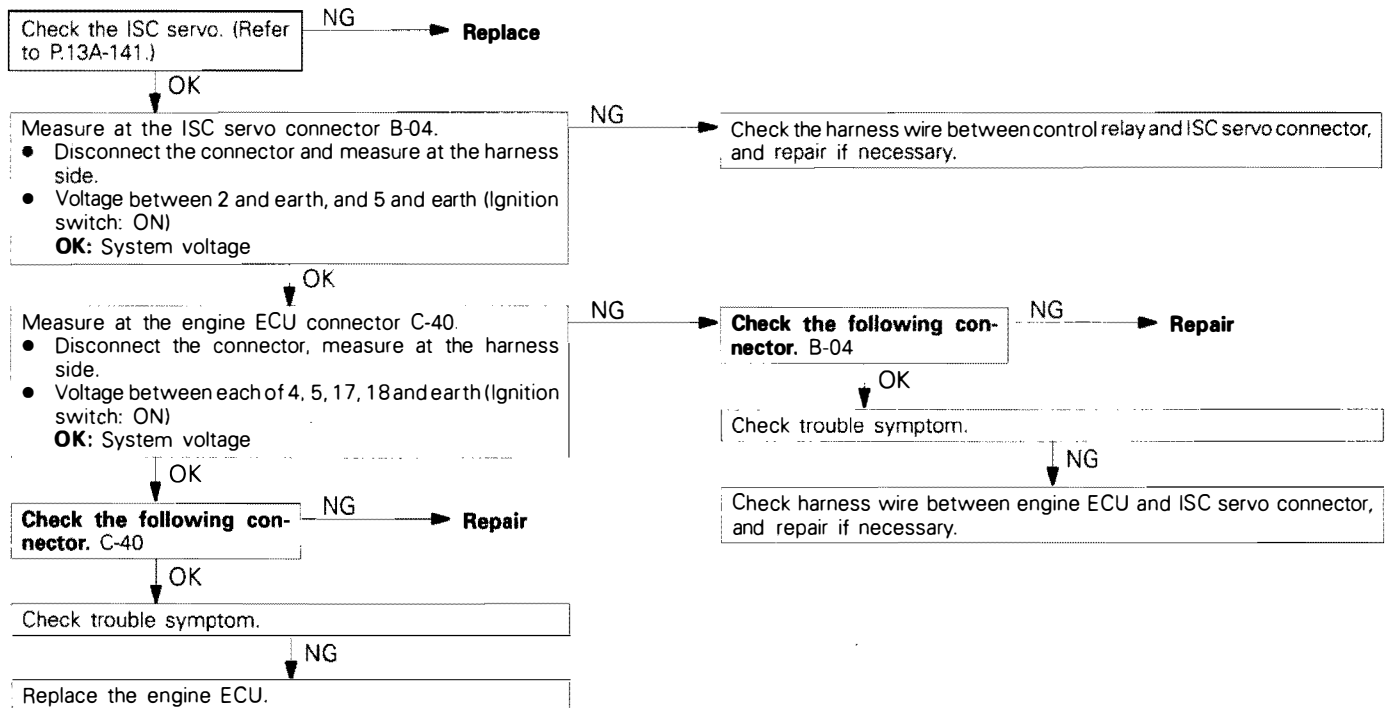 Check the ISC servo. (Refer
to P.13A-141.)
NG
Replace
OK
Measure at the ISC servo connector B-04.
● Disconnect the connector and measure at the harness
side.
● Voltage between 2 and earth, and 5 and earth (Ignition
switch: ON)
OK: System voltage
NG
Check the harness wire between control relay and ISC servo connector,
and repair if necessary.
OK
Measure at the engine ECU connector C-40.
● Disconnect the connector, measure at the harness
side.
● Voltage between each of 4, 5, 17, 18 and earth (Ignition
switch: ON)
OK: System voltage
NG
Check the following con-
nector. B-04
NG
Repair
OK
Check trouble symptom.
NG
Check harness wire between engine ECU and ISC servo connector,
and repair if necessary.
OK
Check the following con-
nector. C-40
NG
Repair
OK
Check trouble symptom.
NG
Replace the engine ECU.